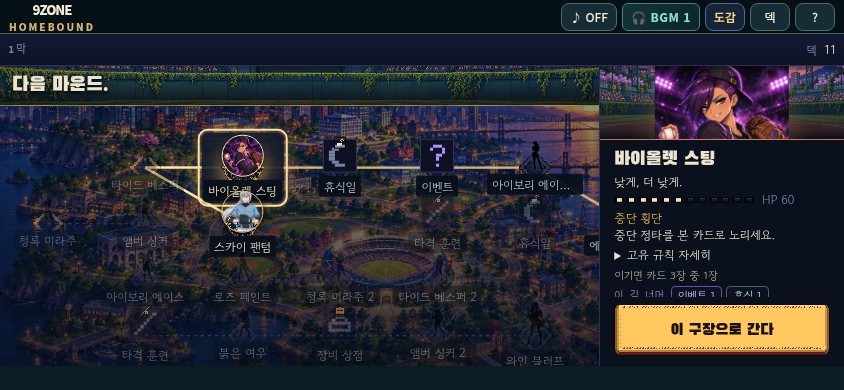 9ZONE
HOMEBOUND
♪ OFF
🎧 BGM 1
도감
덱
?
1막
덱 11
다음 마운드.
타이드 베스퍼
바이올렛 스팅
휴식일
이벤트
아이보리 에이...
스카이 팬텀
청록 미라주
앰버 싱커
타격 훈련
휴식일
에
아이보리 에이스
로즈 페인트
청록 미라주 2
타이드 베스퍼 2
타격 훈련
붉은 여우
장비 상점
앰버 싱커 2
와인 블러프
바이올렛 스팅
낮게, 더 낮게.
HP 60
중단 횡단
중단 정타를 본 카드로 노리세요.
▶ 고유 규칙 자세히
이기면 카드 3장 중 1장
이 길 너머 이벤트 1 휴식 1
이 구장으로 간다